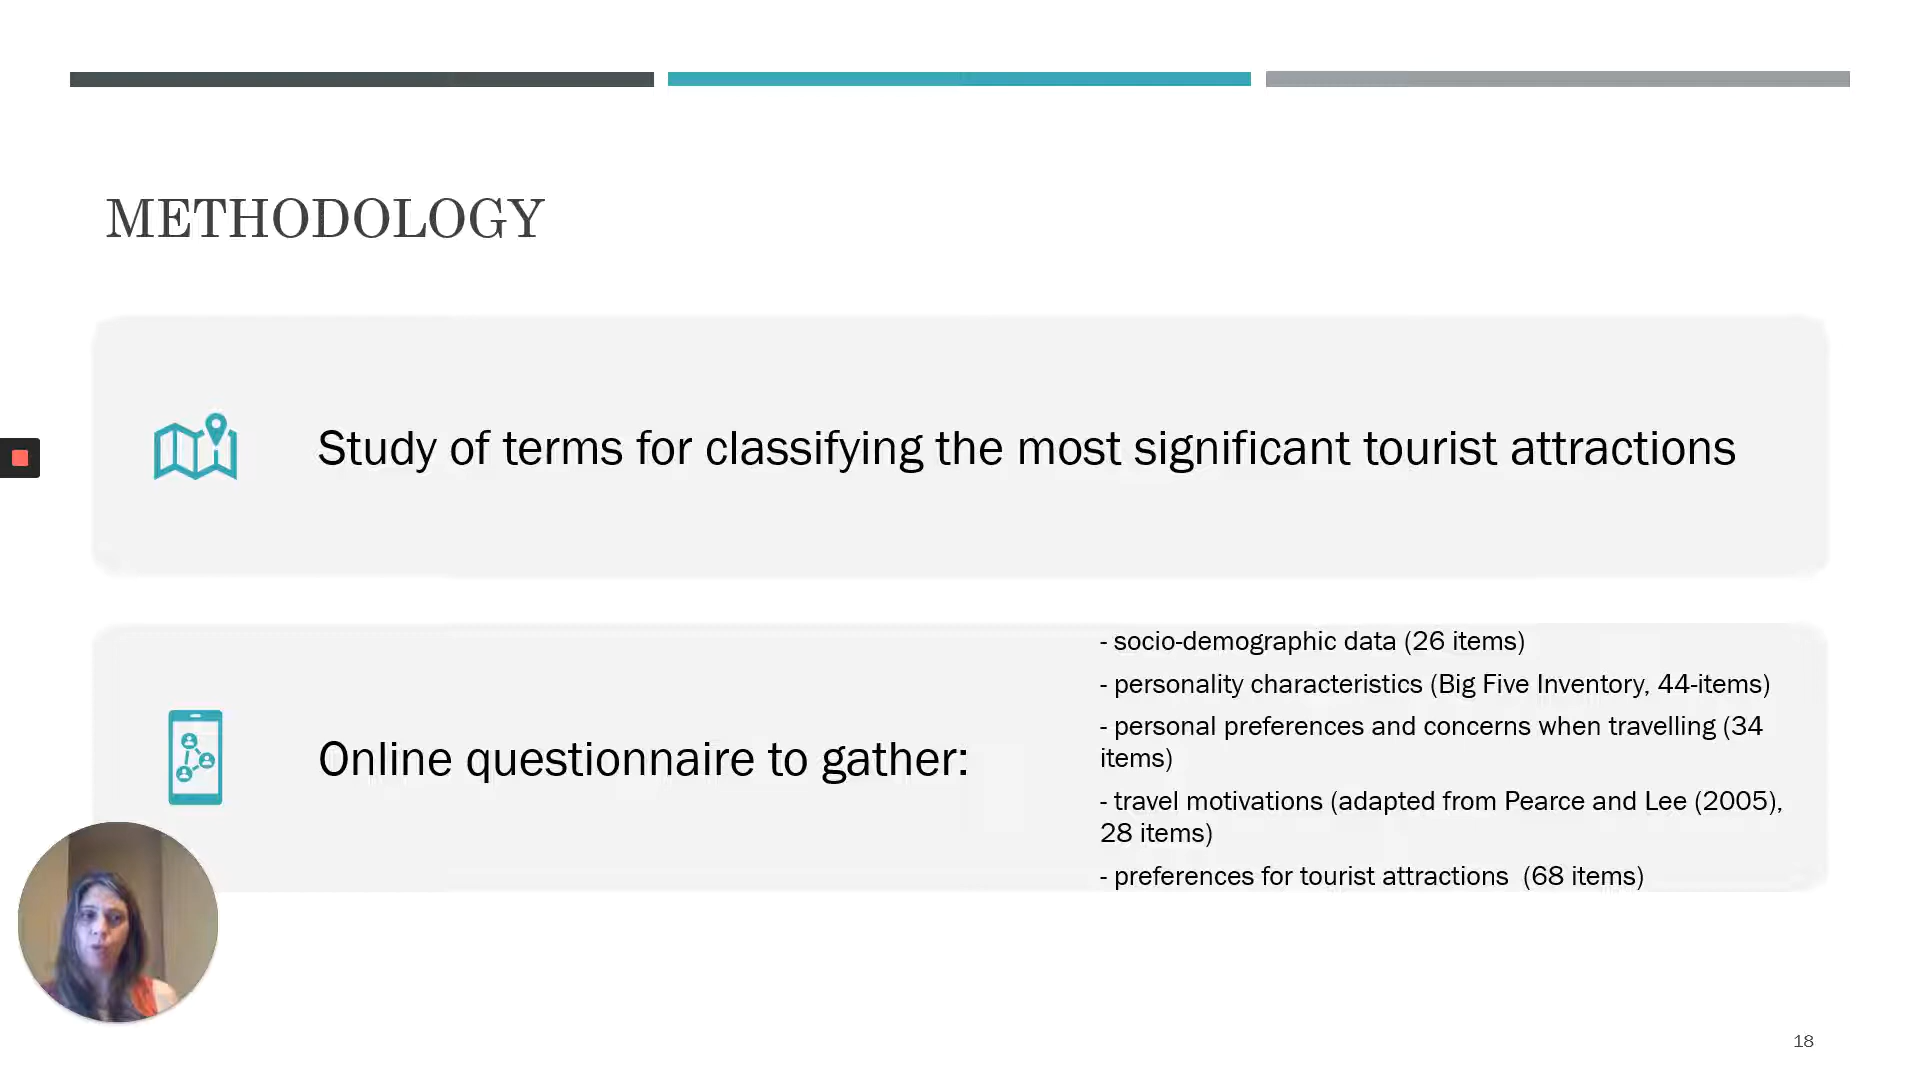 METHODOLOGY
Study of terms for classifying the most significant tourist attractions
Online questionnaire to gather:
- socio-demographic data (26 items)
- personality characteristics (Big Five Inventory, 44-items)
- personal preferences and concerns when travelling (34
items)
- travel motivations (adapted from Pearce and Lee (2005),
28 items)
- preferences for tourist attractions  (68 items)
18